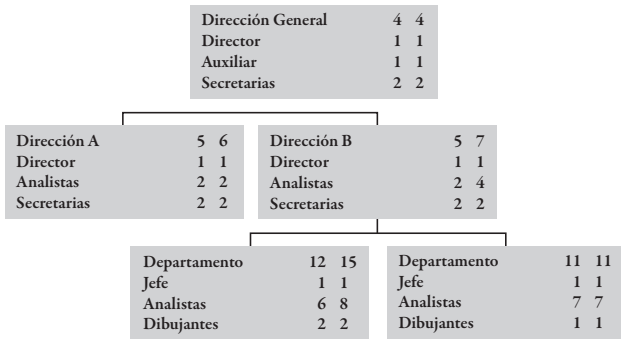 Dirección General 4 4
Director 1 1
Auxiliar 1 1
Secretarias 2 2
Dirección A 5 6
Director 1 1
Analistas 2 2
Secretarias 2 2
Dirección B 5 7
Director 1 1
Analistas 2 4
Secretarias 2 2
Departamento 12 15
Jefe 1 1
Analistas 6 8
Dibujantes 2 2
Departamento 11 11
Jefe 1 1
Analistas 7 7
Dibujantes 1 1